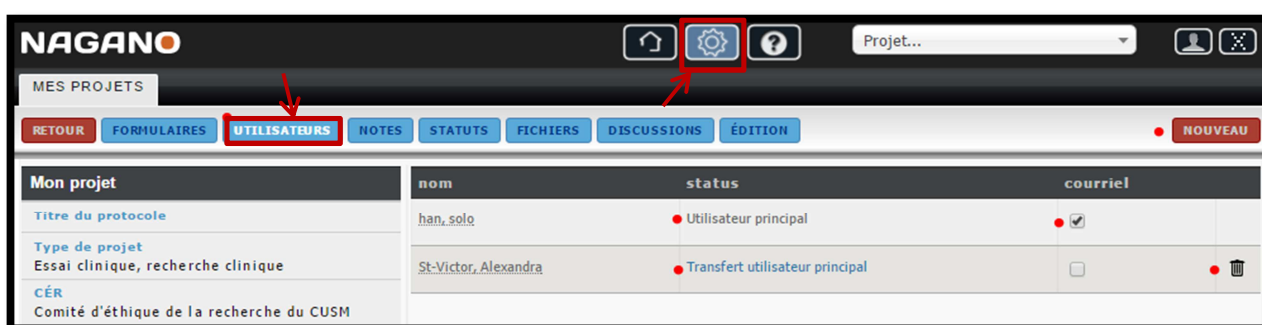 NAGANO
Projet...
MES PROJETS
RETOUR FORMULAIRES UTILISATEURS NOTES STATUTS FICHIERS DISCUSSIONS ÉDITION NOUVEAU
Mon projet
Titre du protocole
Type de projet
Essai clinique, recherche clinique
CÉR
Comité d'éthique de la recherche du CUSM
nom status courriel
han, solo Utilisateur principal
St-Victor, Alexandra Transfert utilisateur principal